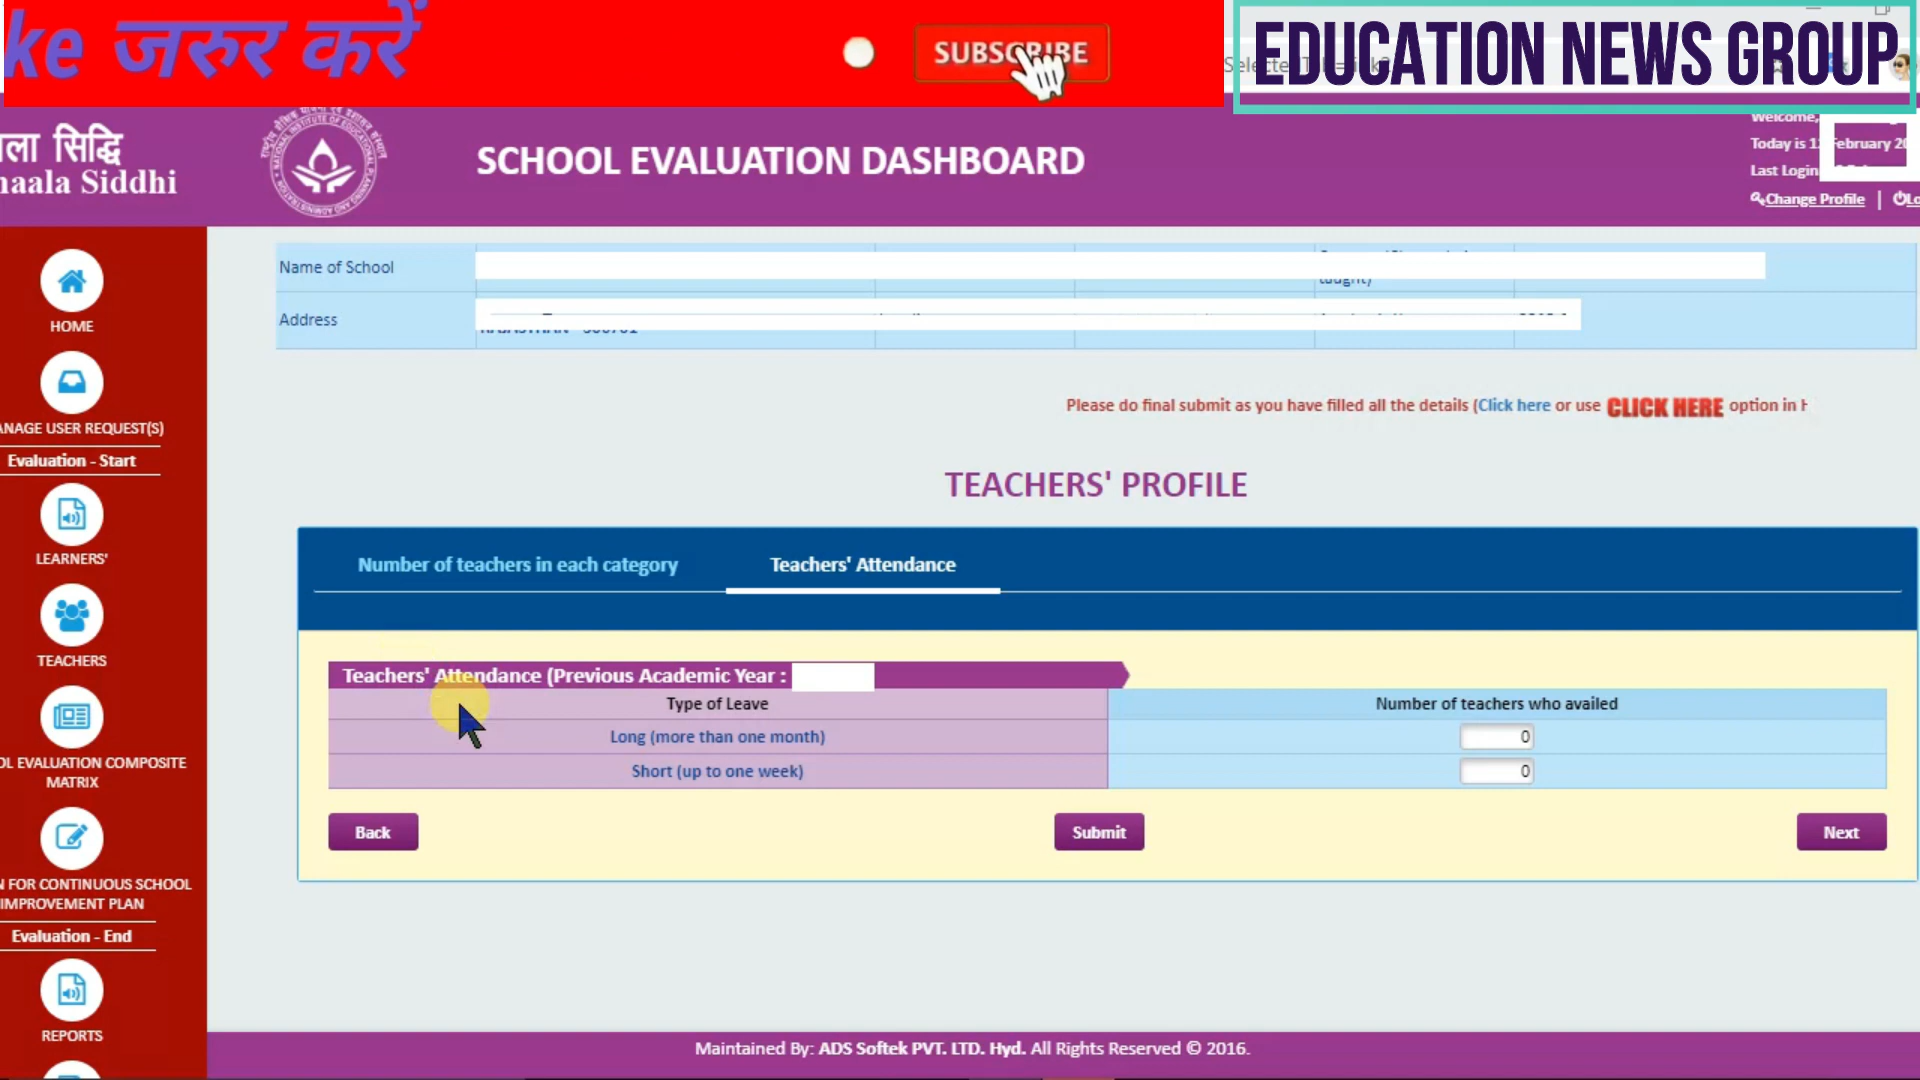 ke जरुर करें
SUBSCRIBE
EDUCATION NEWS GROUP
ला सिद्धि
haala Siddhi
SCHOOL EVALUATION DASHBOARD
Welcome,
Today is
Last Login
Change Profile |
Name of School
taught)
Address
Please do final submit as you have filled all the details (Click here or use CLICK HERE option in
TEACHERS' PROFILE
HOME
ANAGE USER REQUEST(S)
Evaluation - Start
LEARNERS'
TEACHERS
OL EVALUATION COMPOSITE
MATRIX
N FOR CONTINUOUS SCHOOL
IMPROVEMENT PLAN
Evaluation - End
REPORTS
Number of teachers in each category
Teachers' Attendance
Teachers' Attendance (Previous Academic Year :
Type of Leave
Number of teachers who availed
Long (more than one month)
0
Short (up to one week)
0
Back
Submit
Next
Maintained By: ADS Softek PVT. LTD. Hyd. All Rights Reserved © 2016.